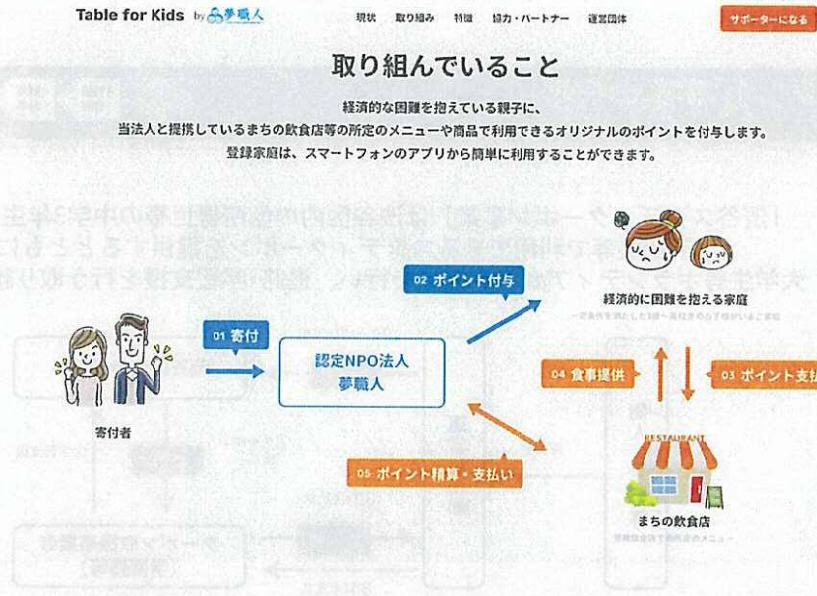 Table for Kids by 夢職人
現状 取り組み 特徴 協力・パートナー 運営団体
サポーターになる
取り組んでいること
経済的な困難を抱えている親子に、
当法人と提携しているまちの飲食店等の所定のメニューや商品で利用できるオリジナルのポイントを付与します。
登録家庭は、スマートフォンのアプリから簡単に利用することができます。
02 ポイント付与
経済的に困難を抱える家庭
01 寄付
認定NPO法人
夢職人
寄付者
04 食事提供
03 ポイント支払
RESTAURANT
05 ポイント精算・支払い
まちの飲食店